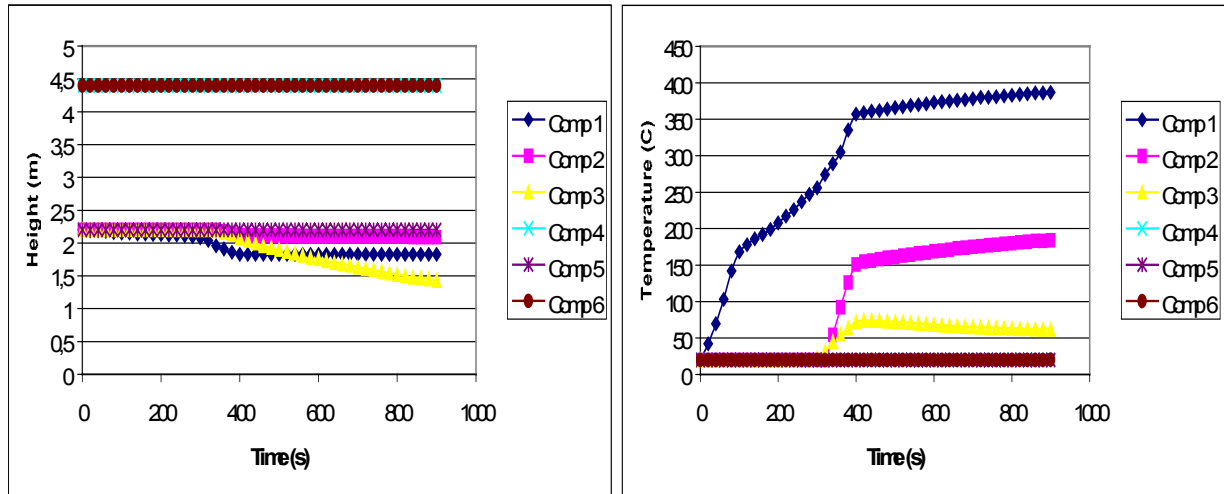 Height (m)
5
4,5
4
3,5
3
2,5
2
1,5
1
0,5
0
0 200 400 600 800 1000
Time(s)
Comp1
Comp2
Comp3
Comp4
Comp5
Comp6
Temperature (C)
450
400
350
300
250
200
150
100
50
0
0 200 400 600 800 1000
Time(s)
Comp1
Comp2
Comp3
Comp4
Comp5
Comp6